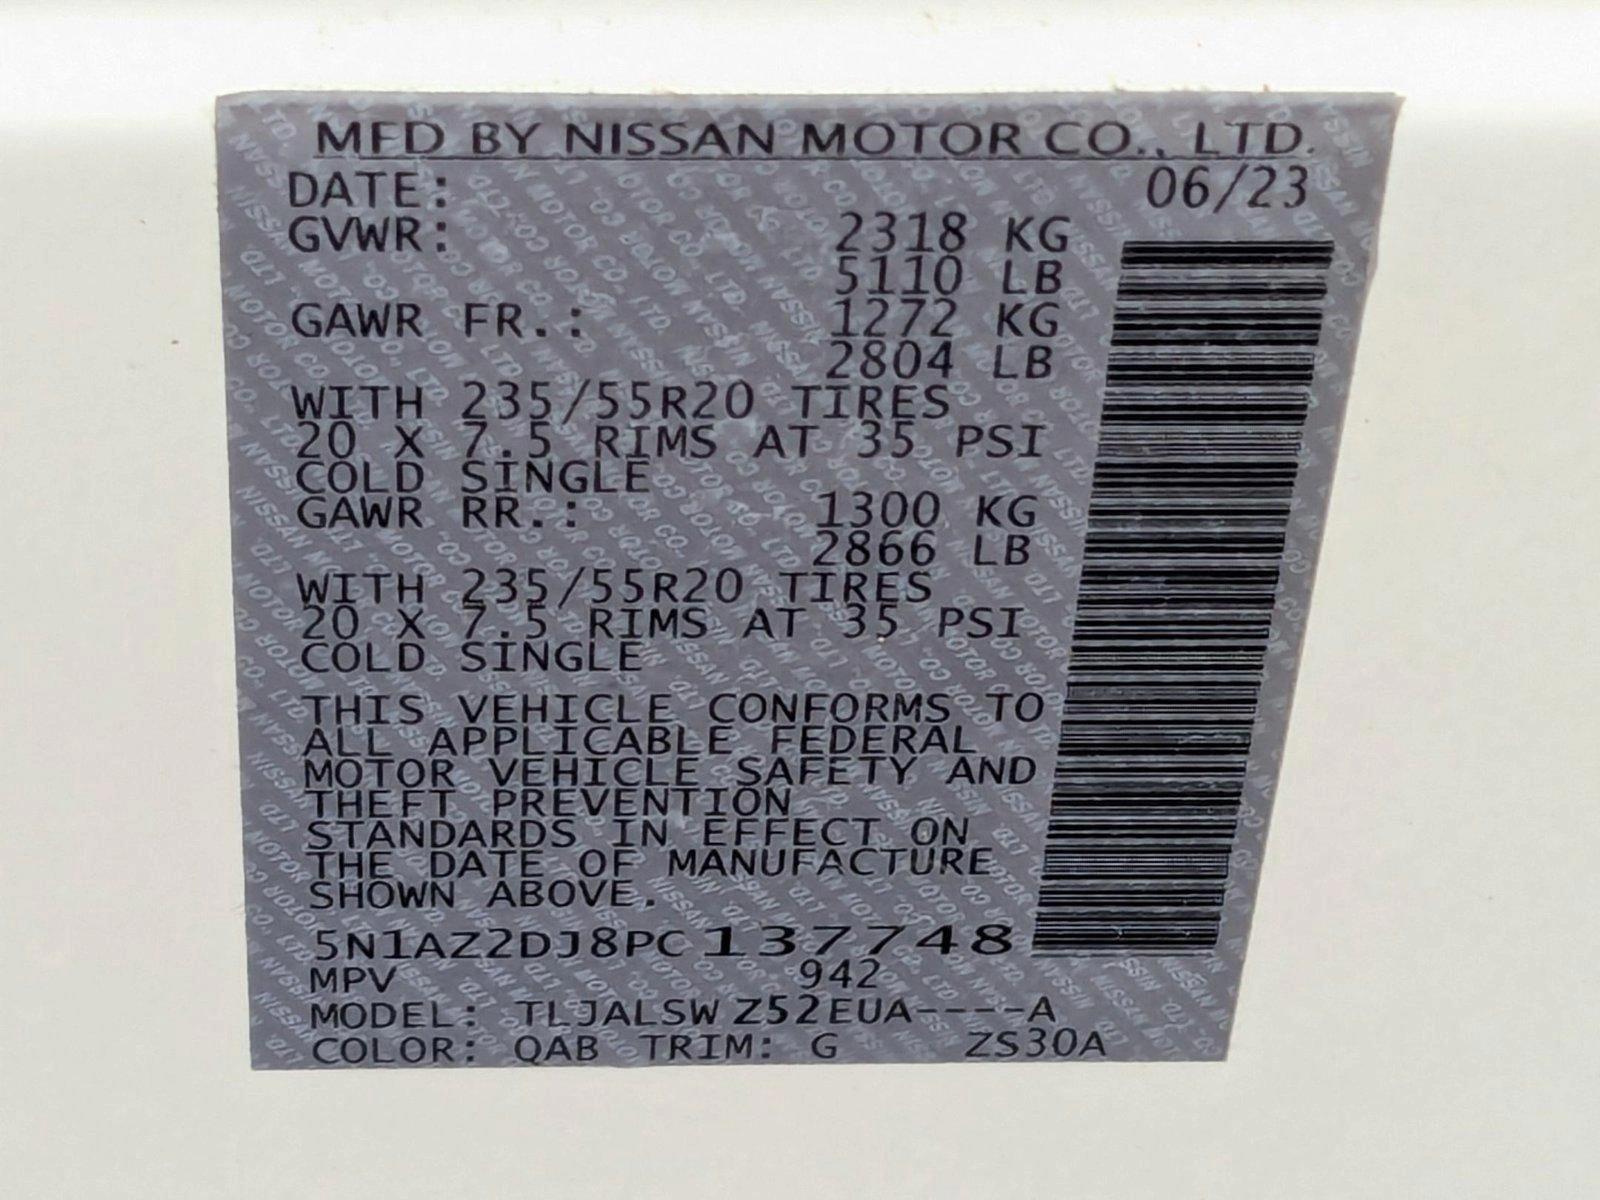 MFD BY NISSAN MOTOR CO., LTD.
DATE: 06/23
GVWR: 2318 KG
5110 LB
GAWR FR.: 1272 KG
2804 LB
WITH 235/55R20 TIRES
20 X 7.5 RIMS AT 35 PSI
COLD SINGLE
GAWR RR.: 1300 KG
2866 LB
WITH 235/55R20 TIRES
20 X 7.5 RIMS AT 35 PSI
COLD SINGLE
THIS VEHICLE CONFORMS TO
ALL APPLICABLE FEDERAL
MOTOR VEHICLE SAFETY AND
THEFT PREVENTION
STANDARDS IN EFFECT ON
THE DATE OF MANUFACTURE
SHOWN ABOVE.
5N1AZ2DJ8PC137748
MPV 942
MODEL: TLJALSW Z52EUA----A
COLOR: QAB TRIM: G ZS30A